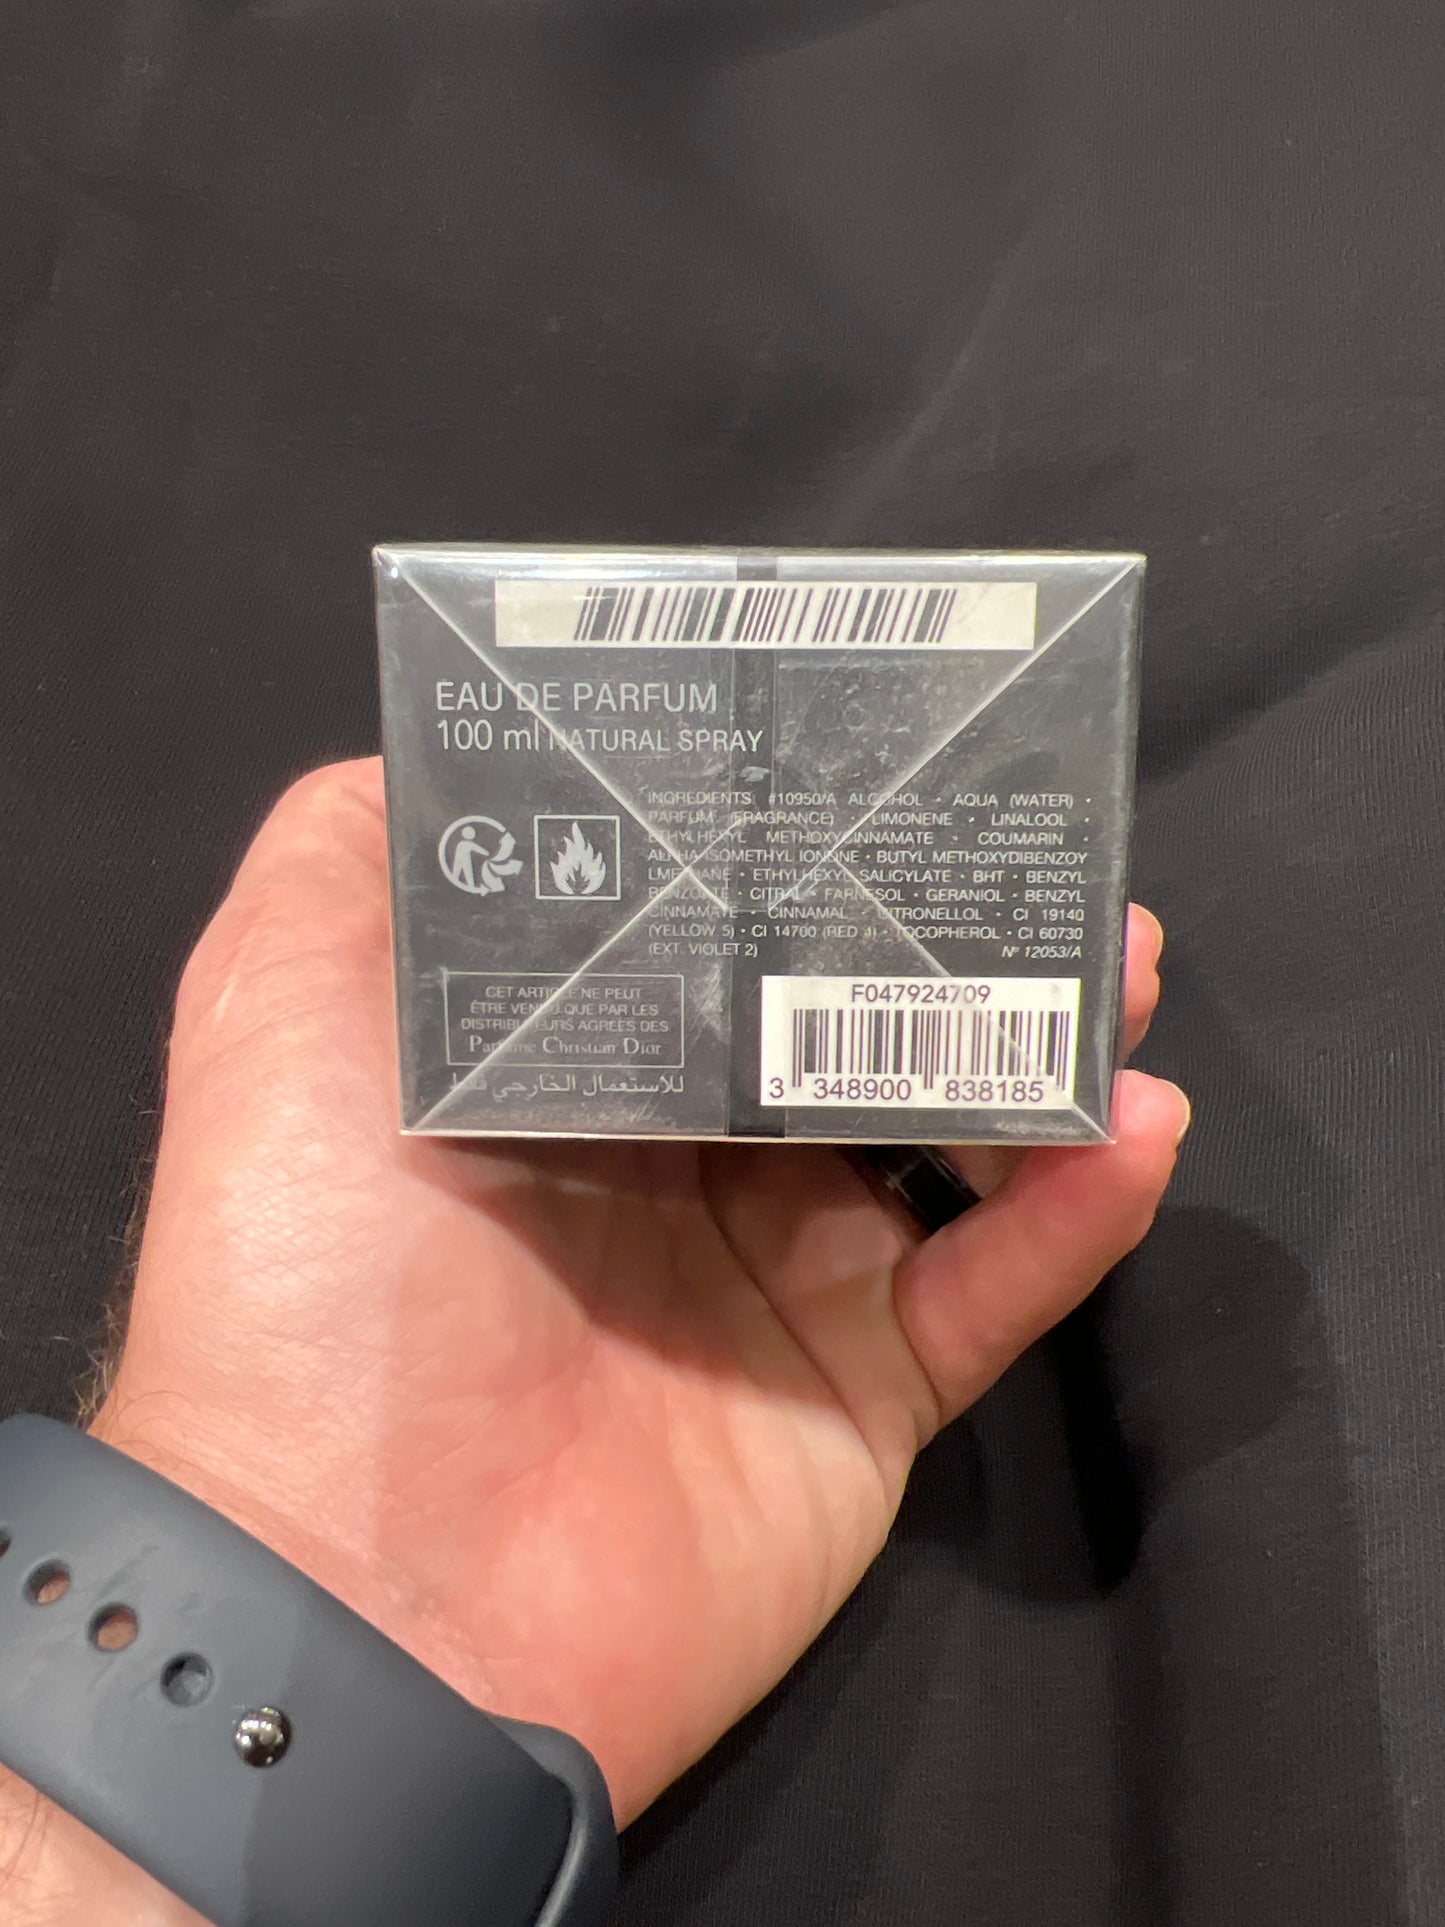 EAU DE PARFUM
100 ml NATURAL SPRAY
INGREDIENTS: #10950/A ALCOHOL • AQUA (WATER) •
PARFUM (FRAGRANCE) • LIMONENE • LINALOOL •
ETHYLHEXYL METHOXYCINNAMATE • COUMARIN •
ALPHA-ISOMETHYL IONONE • BUTYL METHOXYDIBENZOY
LMETHANE • ETHYLHEXYL SALICYLATE • BHT • BENZYL
BENZOATE • CITRAL • FARNESOL • GERANIOL • BENZYL
CINNAMATE • CINNAMAL • CITRONELLOL • CI 19140
(YELLOW 5) • CI 14700 (RED 4) • TOCOPHEROL • CI 60730
(EXT. VIOLET 2) N° 12053/A
CET ARTICLE NE PEUT
ÊTRE VENDU QUE PAR LES
DISTRIBUTEURS AGRÉÉS DES
Parfums Christian Dior
للاستعمال الخارجي فقط
F047924709
3 348900 838185